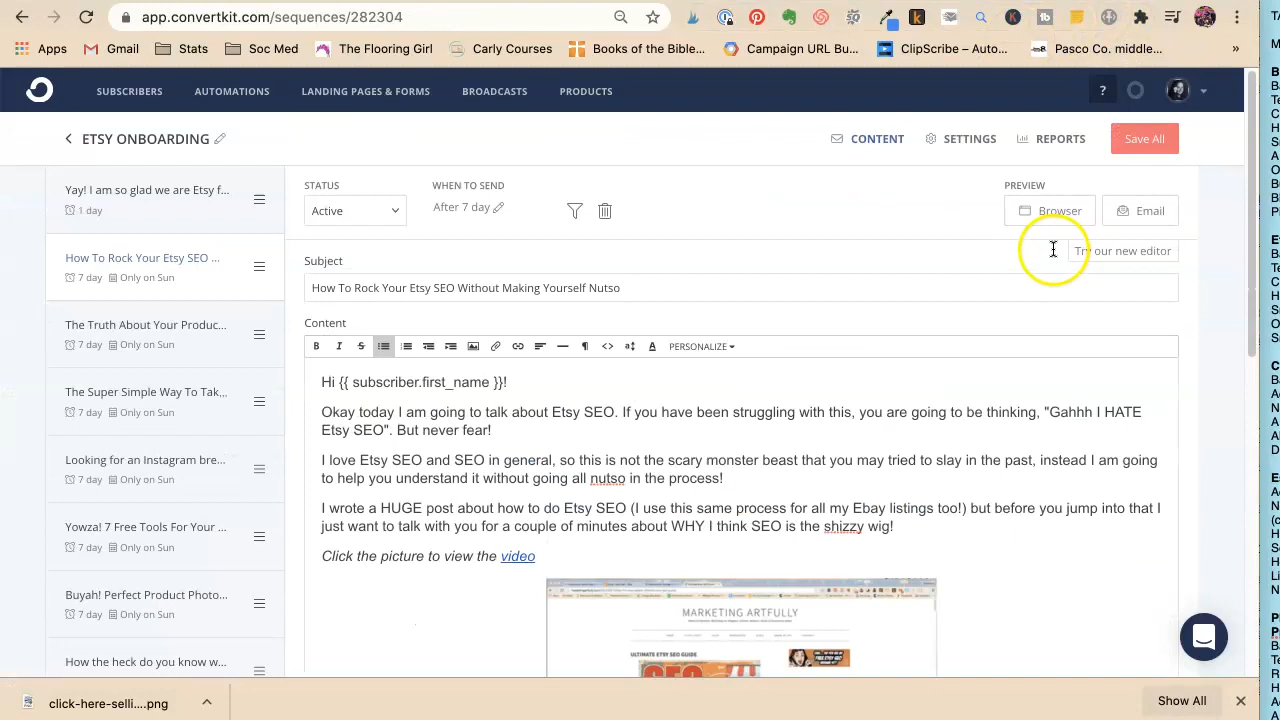 app.convertkit.com/sequences/282304
Apps
Gmail
Stats
Soc Med
The Flooring Girl
Carly Courses
Books of the Bible...
Campaign URL Bu...
ClipScribe – Auto...
Pasco Co. middle...
»
SUBSCRIBERS
AUTOMATIONS
LANDING PAGES & FORMS
BROADCASTS
PRODUCTS
?
ETSY ONBOARDING
CONTENT
SETTINGS
REPORTS
Save All
Yay! I am so glad we are Etsy f...
1 day
How To Rock Your Etsy SEO ...
7 day Only on Sun
The Truth About Your Produc...
7 day Only on Sun
The Super Simple Way To Tak...
7 day Only on Sun
Looking for an Instagram bre...
7 day Only on Sun
Yowza! 7 Free Tools For Your ...
7 day Only on Sun
7 day Only on Sun
STATUS
Active
WHEN TO SEND
After 7 day
PREVIEW
Browser
Email
Try our new editor
Subject
How To Rock Your Etsy SEO Without Making Yourself Nutso
Content
B I S
PERSONALIZE
Hi {{ subscriber.first_name }}!
Okay today I am going to talk about Etsy SEO. If you have been struggling with this, you are going to be thinking, "Gahhh I HATE
Etsy SEO". But never fear!
I love Etsy SEO and SEO in general, so this is not the scary monster beast that you may tried to slay in the past, instead I am going
to help you understand it without going all nutso in the process!
I wrote a HUGE post about how to do Etsy SEO (I use this same process for all my Ebay listings too!) but before you jump into that I
just want to talk with you for a couple of minutes about WHY I think SEO is the shizzy wig!
Click the picture to view the video
MARKETING ARTFULLY
ULTIMATE ETSY SEO GUIDE
SEO
click-here-selli....png
Show All